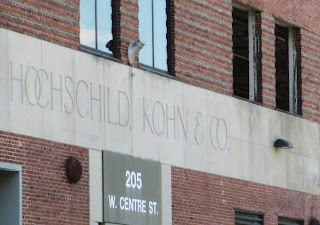 HOCHSCHILD, KOHN & CO.
205
W. CENTRE ST.